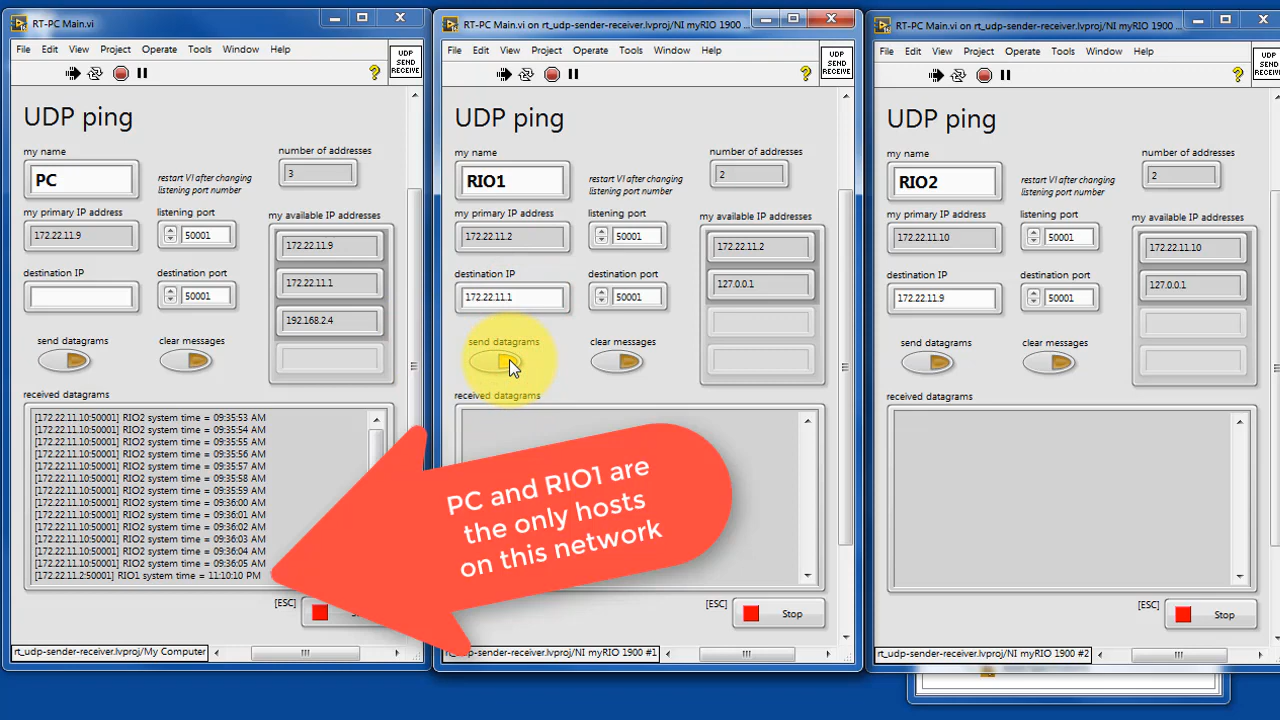 RT-PC Main.vi
File Edit View Project Operate Tools Window Help
UDP
SEND
RECEIVE
UDP ping
my name
PC
restart VI after changing
listening port number
number of addresses
3
my primary IP address
172.22.11.9
listening port
50001
my available IP addresses
172.22.11.9
172.22.11.1
192.168.2.4
destination IP
destination port
50001
send datagrams
clear messages
received datagrams
[172.22.11.10:50001] RIO2 system time = 09:35:53 AM
[172.22.11.10:50001] RIO2 system time = 09:35:54 AM
[172.22.11.10:50001] RIO2 system time = 09:35:55 AM
[172.22.11.10:50001] RIO2 system time = 09:35:56 AM
[172.22.11.10:50001] RIO2 system time = 09:35:57 AM
[172.22.11.10:50001] RIO2 system time = 09:35:58 AM
[172.22.11.10:50001] RIO2 system time = 09:35:59 AM
[172.22.11.10:50001] RIO2 system time = 09:36:00 AM
[172.22.11.10:50001] RIO2 system time = 09:36:01 AM
[172.22.11.10:50001] RIO2 system time = 09:36:02 AM
[172.22.11.10:50001] RIO2 system time = 09:36:03 AM
[172.22.11.10:50001] RIO2 system time = 09:36:04 AM
[172.22.11.10:50001] RIO2 system time = 09:36:05 AM
[172.22.11.2:50001] RIO1 system time = 11:10:10 PM
[ESC]
rt_udp-sender-receiver.lvproj/My Computer
RT-PC Main.vi on rt_udp-sender-receiver.lvproj/NI myRIO 1900 ...
File Edit View Project Operate Tools Window Help
UDP
SEND
RECEIVE
UDP ping
my name
RIO1
restart VI after changing
listening port number
number of addresses
2
my primary IP address
172.22.11.2
listening port
50001
my available IP addresses
172.22.11.2
127.0.0.1
destination IP
172.22.11.1
destination port
50001
send datagrams
clear messages
received datagrams
PC and RIO1 are
the only hosts
on this network
[ESC]
Stop
-sender-receiver.lvproj/NI myRIO 1900 #1
RT-PC Main.vi on rt_udp-sender-receiver.lvproj/NI myRIO 1900 ...
File Edit View Project Operate Tools Window Help
UDP
SEND
RECEIVE
UDP ping
my name
RIO2
restart VI after changing
listening port number
number of addresses
2
my primary IP address
172.22.11.10
listening port
50001
my available IP addresses
172.22.11.10
127.0.0.1
destination IP
172.22.11.9
destination port
50001
send datagrams
clear messages
received datagrams
[ESC]
Stop
rt_udp-sender-receiver.lvproj/NI myRIO 1900 #2